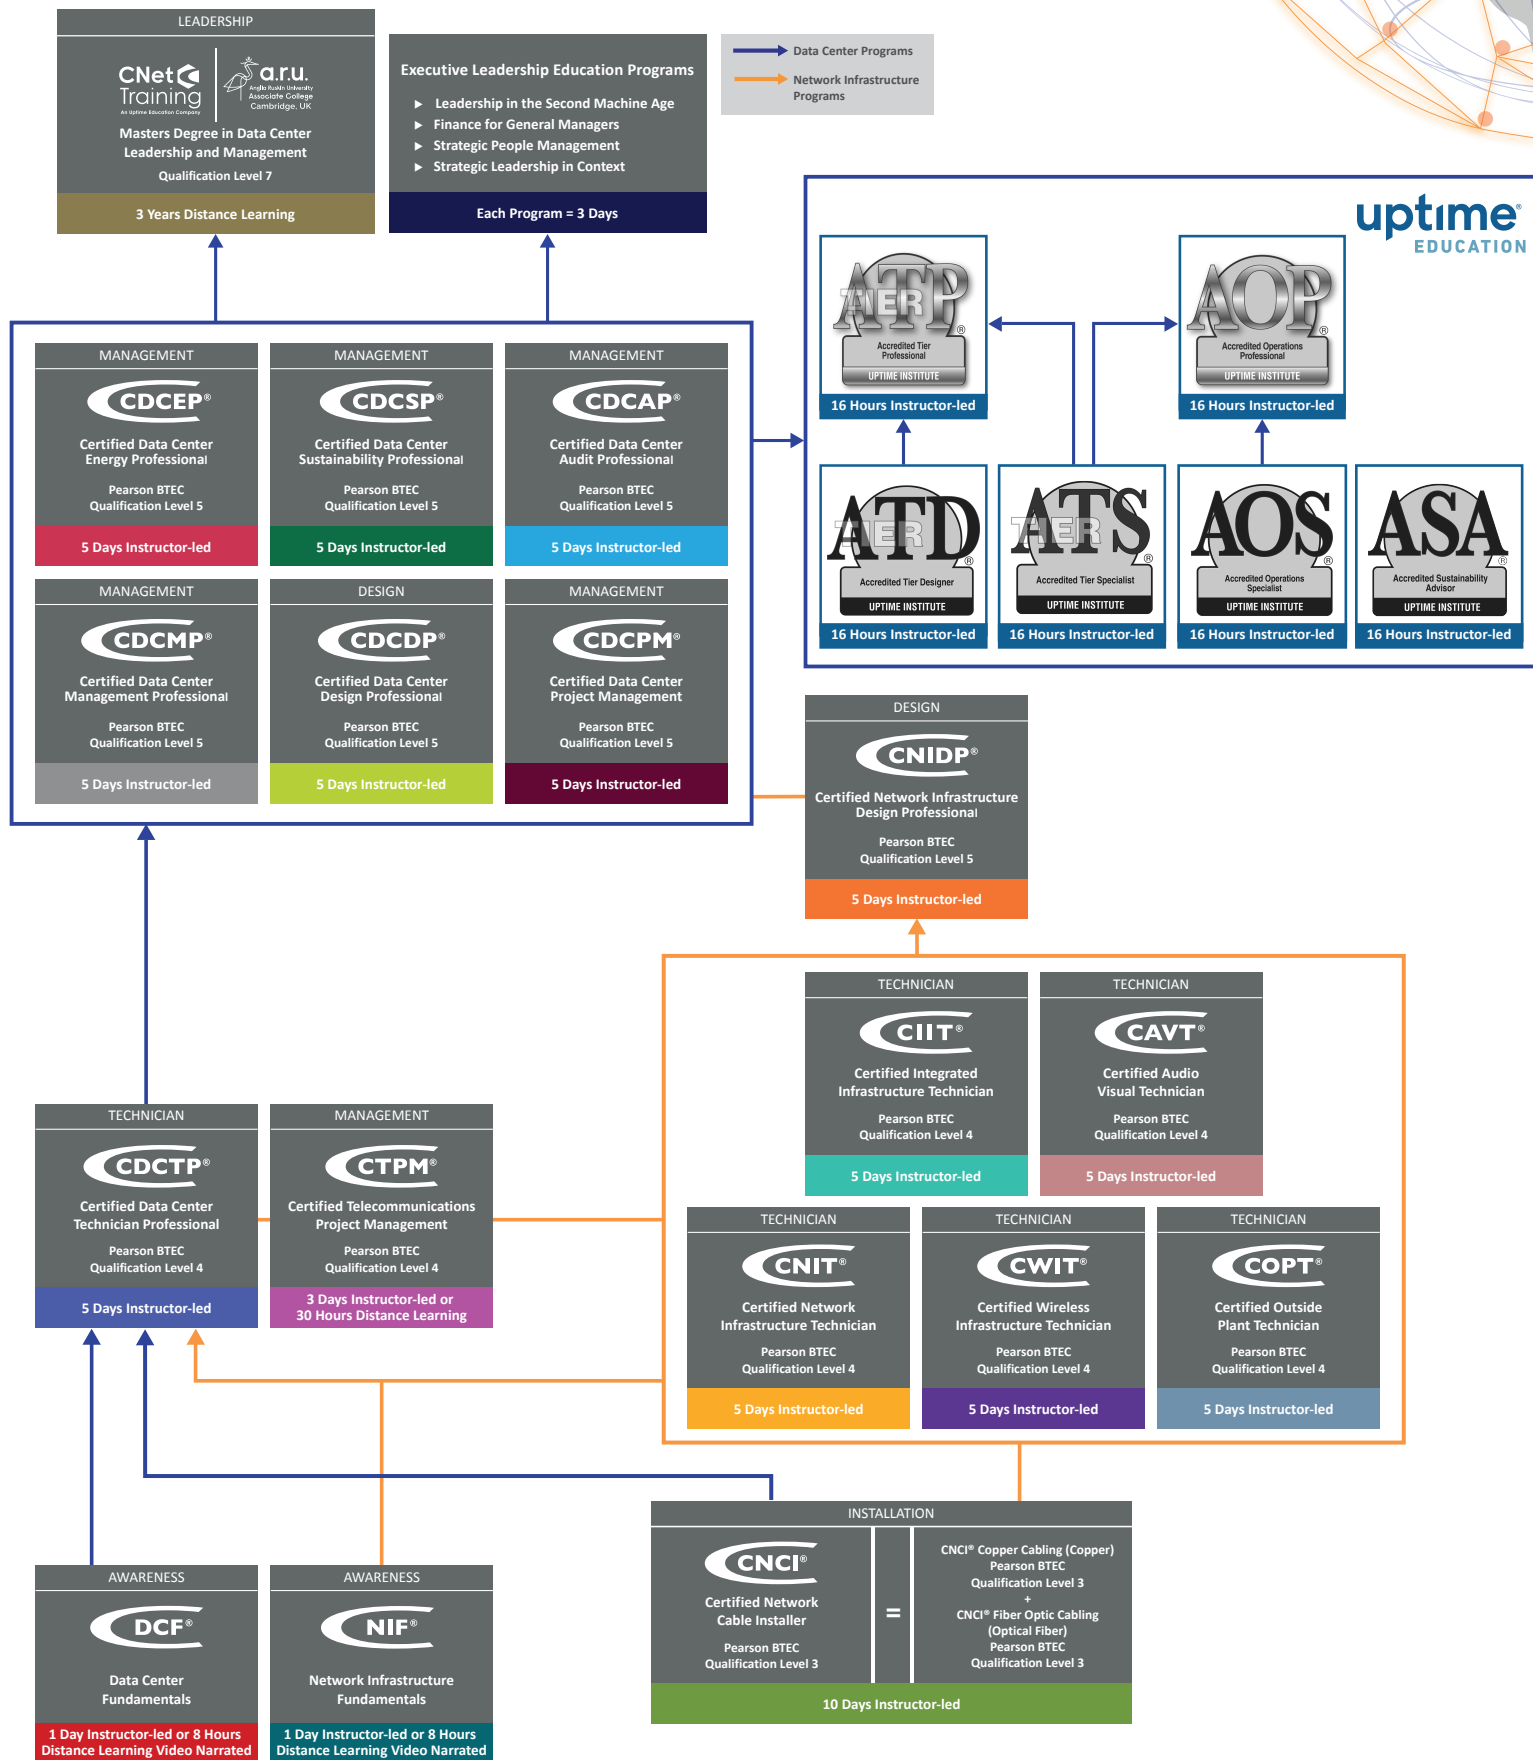 LEADERSHIP
CNet
Training
An Uptime Education Company
a.r.u.
Anglia Ruskin University
Associate College
Cambridge, UK
Masters Degree in Data Center
Leadership and Management
Qualification Level 7
3 Years Distance Learning
Executive Leadership Education Programs
► Leadership in the Second Machine Age
► Finance for General Managers
► Strategic People Management
► Strategic Leadership in Context
Each Program = 3 Days
Data Center Programs
Network Infrastructure
Programs
uptime®
EDUCATION
ATP
TIER
®
Accredited Tier
Professional
UPTIME INSTITUTE
16 Hours Instructor-led
AOP
®
Accredited Operations
Professional
UPTIME INSTITUTE
16 Hours Instructor-led
ATD
TIER
®
Accredited Tier Designer
UPTIME INSTITUTE
16 Hours Instructor-led
ATS
TIER
®
Accredited Tier Specialist
UPTIME INSTITUTE
16 Hours Instructor-led
AOS
®
Accredited Operations
Specialist
UPTIME INSTITUTE
16 Hours Instructor-led
ASA
®
Accredited Sustainability
Advisor
UPTIME INSTITUTE
16 Hours Instructor-led
MANAGEMENT
CDCEP®
Certified Data Center
Energy Professional
Pearson BTEC
Qualification Level 5
5 Days Instructor-led
MANAGEMENT
CDCSP®
Certified Data Center
Sustainability Professional
Pearson BTEC
Qualification Level 5
5 Days Instructor-led
MANAGEMENT
CDCAP®
Certified Data Center
Audit Professional
Pearson BTEC
Qualification Level 5
5 Days Instructor-led
MANAGEMENT
CDCMP®
Certified Data Center
Management Professional
Pearson BTEC
Qualification Level 5
5 Days Instructor-led
DESIGN
CDCDP®
Certified Data Center
Design Professional
Pearson BTEC
Qualification Level 5
5 Days Instructor-led
MANAGEMENT
CDCPM®
Certified Data Center
Project Management
Pearson BTEC
Qualification Level 5
5 Days Instructor-led
DESIGN
CNIDP®
Certified Network Infrastructure
Design Professional
Pearson BTEC
Qualification Level 5
5 Days Instructor-led
TECHNICIAN
CIIT®
Certified Integrated
Infrastructure Technician
Pearson BTEC
Qualification Level 4
5 Days Instructor-led
TECHNICIAN
CAVT®
Certified Audio
Visual Technician
Pearson BTEC
Qualification Level 4
5 Days Instructor-led
TECHNICIAN
CDCTP®
Certified Data Center
Technician Professional
Pearson BTEC
Qualification Level 4
5 Days Instructor-led
MANAGEMENT
CTPM®
Certified Telecommunications
Project Management
Pearson BTEC
Qualification Level 4
3 Days Instructor-led or
30 Hours Distance Learning
TECHNICIAN
CNIT®
Certified Network
Infrastructure Technician
Pearson BTEC
Qualification Level 4
5 Days Instructor-led
TECHNICIAN
CWIT®
Certified Wireless
Infrastructure Technician
Pearson BTEC
Qualification Level 4
5 Days Instructor-led
TECHNICIAN
COPT®
Certified Outside
Plant Technician
Pearson BTEC
Qualification Level 4
5 Days Instructor-led
INSTALLATION
CNCI®
Certified Network
Cable Installer
Pearson BTEC
Qualification Level 3
=
CNCI® Copper Cabling (Copper)
Pearson BTEC
Qualification Level 3
+
CNCI® Fiber Optic Cabling
(Optical Fiber)
Pearson BTEC
Qualification Level 3
10 Days Instructor-led
AWARENESS
DCF®
Data Center
Fundamentals
1 Day Instructor-led or 8 Hours
Distance Learning Video Narrated
AWARENESS
NIF®
Network Infrastructure
Fundamentals
1 Day Instructor-led or 8 Hours
Distance Learning Video Narrated